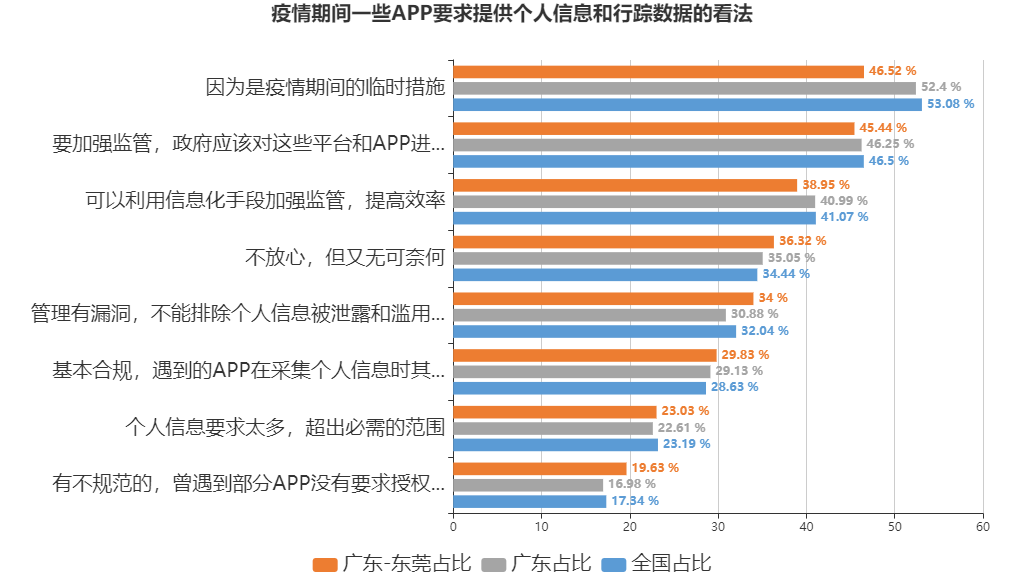 疫情期间一些APP要求提供个人信息和行踪数据的看法
因为是疫情期间的临时措施
46.52 %
52.4 %
53.08 %
要加强监管，政府应该对这些平台和APP进...
45.44 %
46.25 %
46.5 %
可以利用信息化手段加强监管，提高效率
38.95 %
40.99 %
41.07 %
不放心，但又无可奈何
36.32 %
35.05 %
34.44 %
管理有漏洞，不能排除个人信息被泄露和滥用...
34 %
30.88 %
32.04 %
基本合规，遇到的APP在采集个人信息时其...
29.83 %
29.13 %
28.63 %
个人信息要求太多，超出必需的范围
23.03 %
22.61 %
23.19 %
有不规范的，曾遇到部分APP没有要求授权...
19.63 %
16.98 %
17.34 %
0 10 20 30 40 50 60
广东-东莞占比 广东占比 全国占比